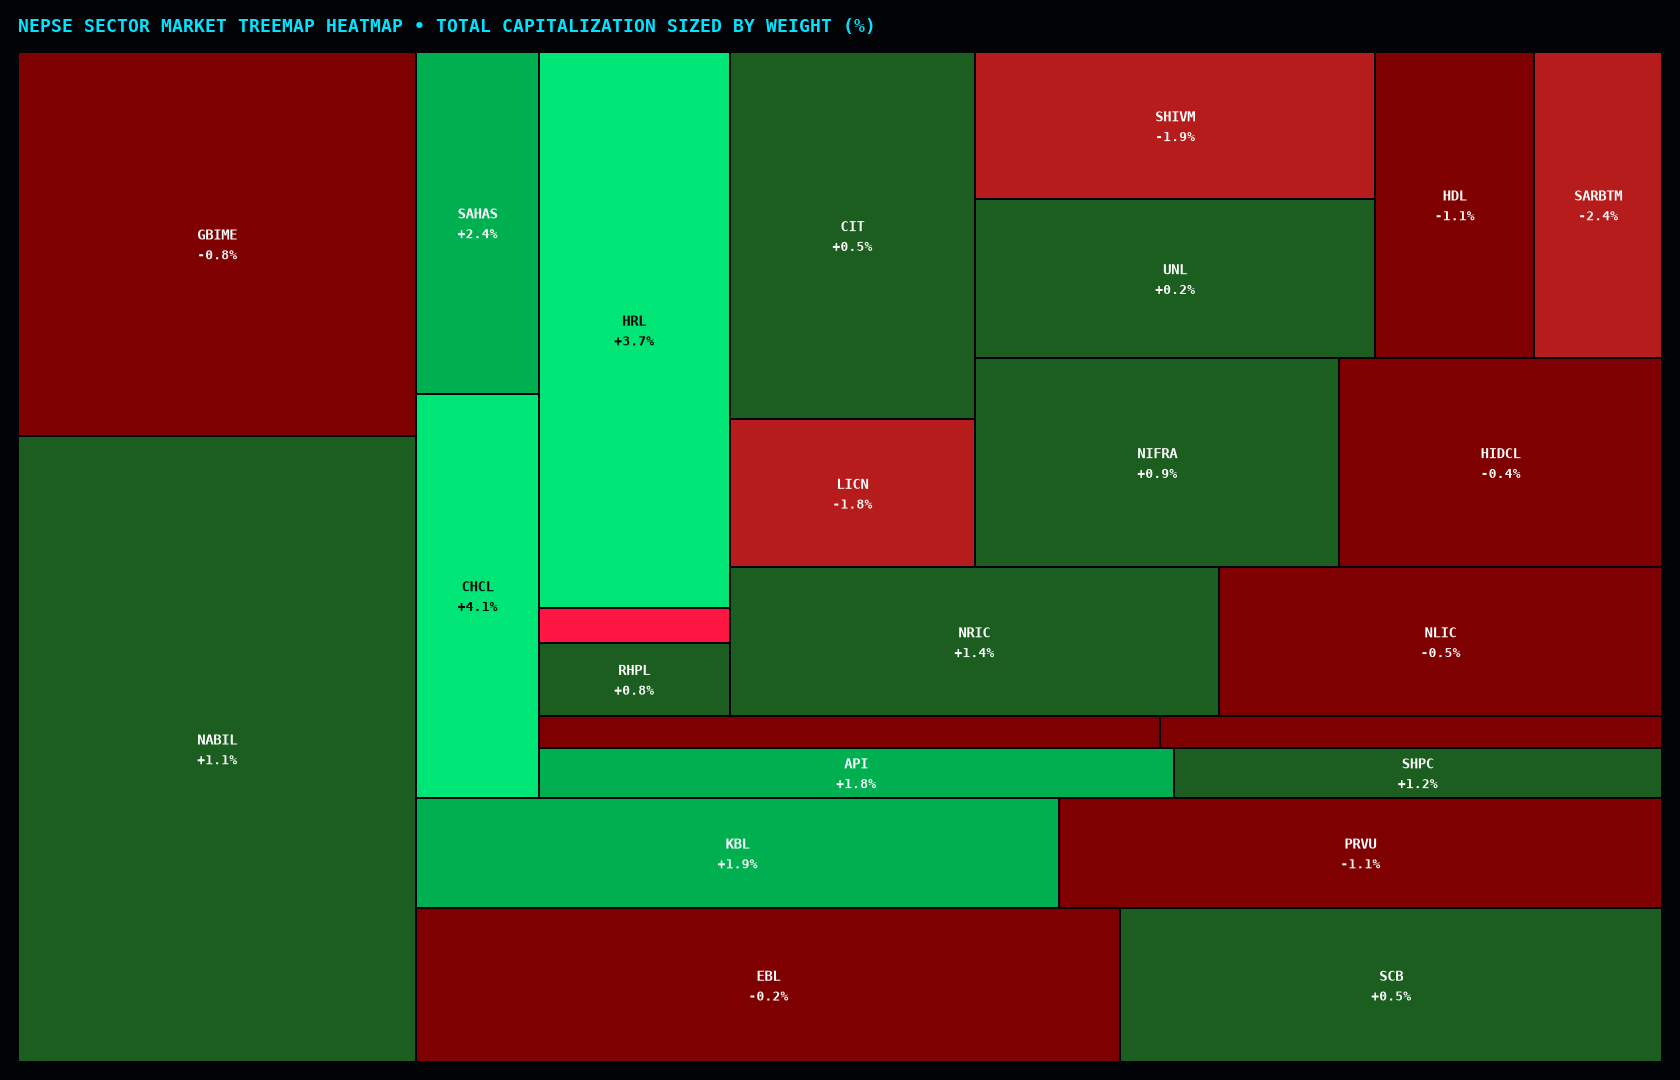 NEPSE SECTOR MARKET TREEMAP HEATMAP • TOTAL CAPITALIZATION SIZED BY WEIGHT (%)
GBIME
-0.8%
NABIL
+1.1%
SAHAS
+2.4%
CHCL
+4.1%
HRL
+3.7%
RHPL
+0.8%
CIT
+0.5%
LICN
-1.8%
SHIVM
-1.9%
UNL
+0.2%
HDL
-1.1%
SARBTM
-2.4%
NIFRA
+0.9%
HIDCL
-0.4%
NRIC
+1.4%
NLIC
-0.5%
API
+1.8%
SHPC
+1.2%
KBL
+1.9%
PRVU
-1.1%
EBL
-0.2%
SCB
+0.5%